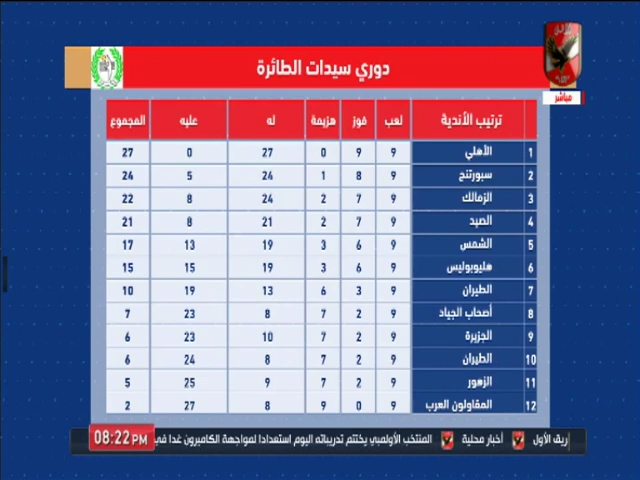 دوري سيدات الطائرة
مباشر
ترتيب الأندية لعب فوز هزيمة له عليه المجموع
1 الأهلي 9 9 0 27 0 27
2 سبورتنج 9 8 1 24 5 24
3 الزمالك 9 7 2 24 8 22
4 الصيد 9 7 2 21 8 21
5 الشمس 9 6 3 19 13 17
6 هليوبوليس 9 6 3 19 15 15
7 الطيران 9 3 6 13 19 10
8 أصحاب الجياد 9 2 7 8 23 7
9 الجزيرة 9 2 7 10 23 6
10 الطيران 9 2 7 8 24 6
11 الزهور 9 2 7 9 25 5
12 المقاولون العرب 9 0 9 8 27 2
ريق الأول أخبار محلية المنتخب الأولمبي يختتم تدريباته اليوم استعدادا لمواجهة الكاميرون غدا في
08:22 PM